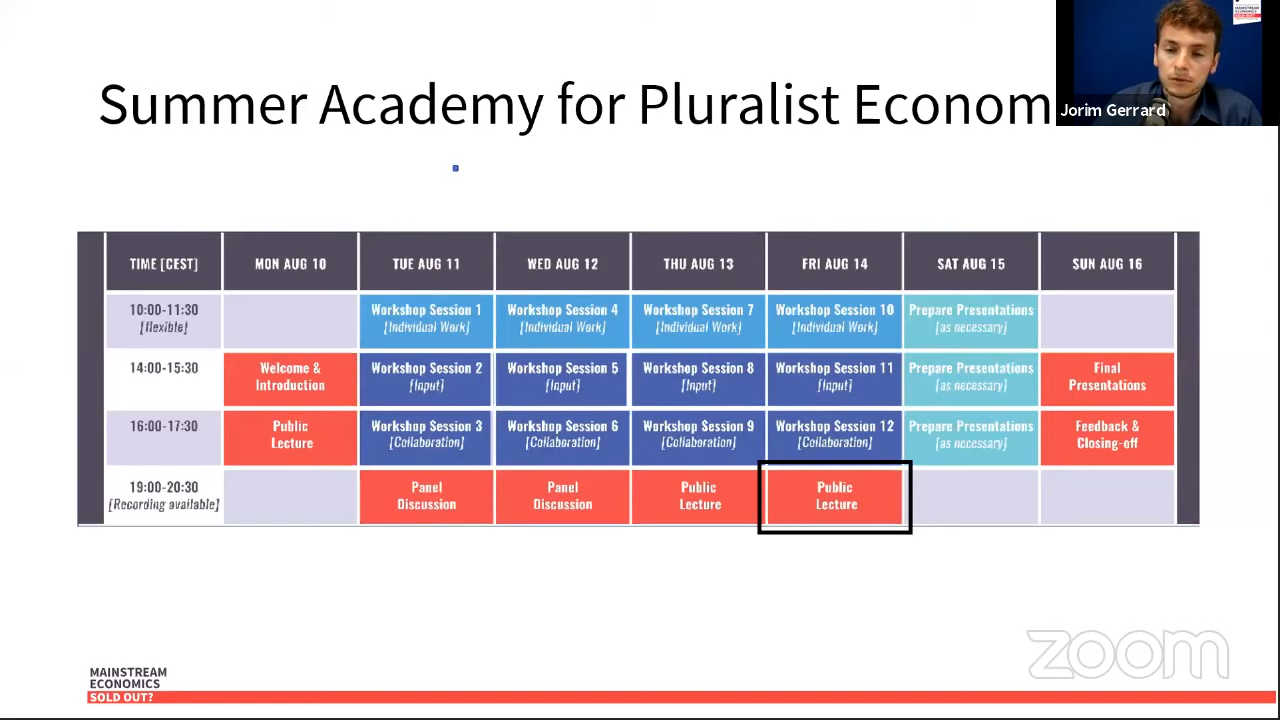 MAINSTREAM
ECONOMICS
SOLD OUT?
Summer Academy for Pluralist Econom
Jorim Gerrard
TIME [CEST] MON AUG 10 TUE AUG 11 WED AUG 12 THU AUG 13 FRI AUG 14 SAT AUG 15 SUN AUG 16
10:00-11:30 Workshop Session 1 Workshop Session 4 Workshop Session 7 Workshop Session 10 Prepare Presentations
[flexible] [Individual Work] [Individual Work] [Individual Work] [Individual Work] [as necessary]
14:00-15:30 Welcome & Workshop Session 2 Workshop Session 5 Workshop Session 8 Workshop Session 11 Prepare Presentations Final
Introduction [Input] [Input] [Input] [Input] [as necessary] Presentations
16:00-17:30 Public Workshop Session 3 Workshop Session 6 Workshop Session 9 Workshop Session 12 Prepare Presentations Feedback &
Lecture [Collaboration] [Collaboration] [Collaboration] [Collaboration] [as necessary] Closing-off
19:00-20:30 Panel Panel Public Public
[Recording available] Discussion Discussion Lecture Lecture
zoom
MAINSTREAM
ECONOMICS
SOLD OUT?